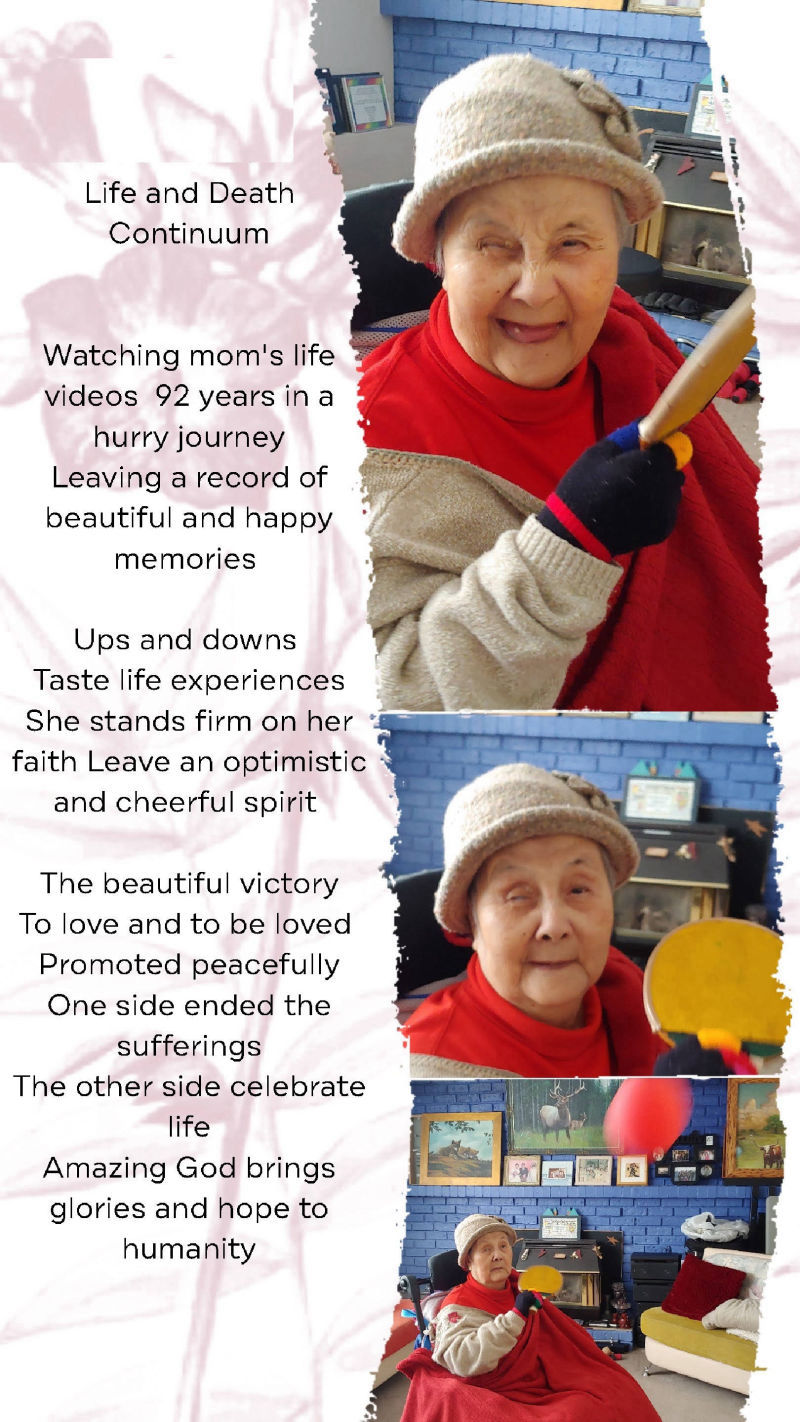 Life and Death
Continuum
Watching mom's life
videos  92 years in a
hurry journey
Leaving a record of
beautiful and happy
memories
Ups and downs
Taste life experiences
She stands firm on her
faith Leave an optimistic
and cheerful spirit
The beautiful victory
To love and to be loved
Promoted peacefully
One side ended the
sufferings
The other side celebrate
life
Amazing God brings
glories and hope to
humanity